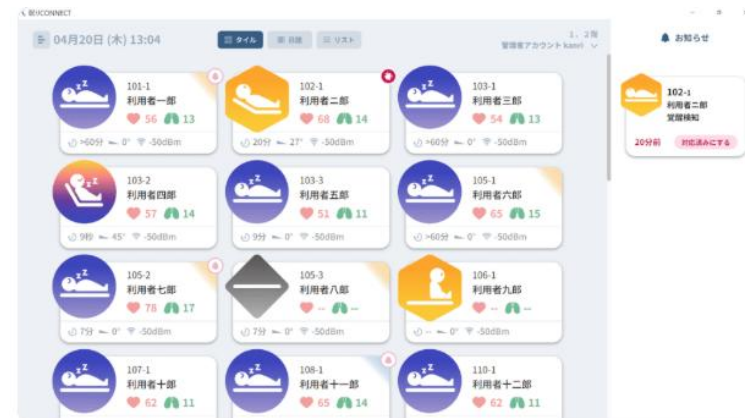 眠りCONNECT
04月20日 (木) 13:04
タイル
リスト
1、2階
管理者アカウント kanri
お知らせ
101-1
利用者一郎
56 13
>60分 0° -50dBm
102-1
利用者二郎
68 14
20分 27° -50dBm
103-1
利用者三郎
54 13
>60分 0° -50dBm
102-1
利用者二郎
覚醒検知
20分前 対応済みにする
103-2
利用者四郎
57 14
9秒 45° -50dBm
103-3
利用者五郎
51 11
9分 0° -50dBm
105-1
利用者六郎
65 15
>60分 0° -50dBm
105-2
利用者七郎
78 17
7分 0° -50dBm
105-3
利用者八郎
-- --
7分 0° -50dBm
106-1
利用者九郎
-- --
-- 0° -50dBm
107-1
利用者十郎
62 11
108-1
利用者十一郎
65 14
110-1
利用者十二郎
62 11